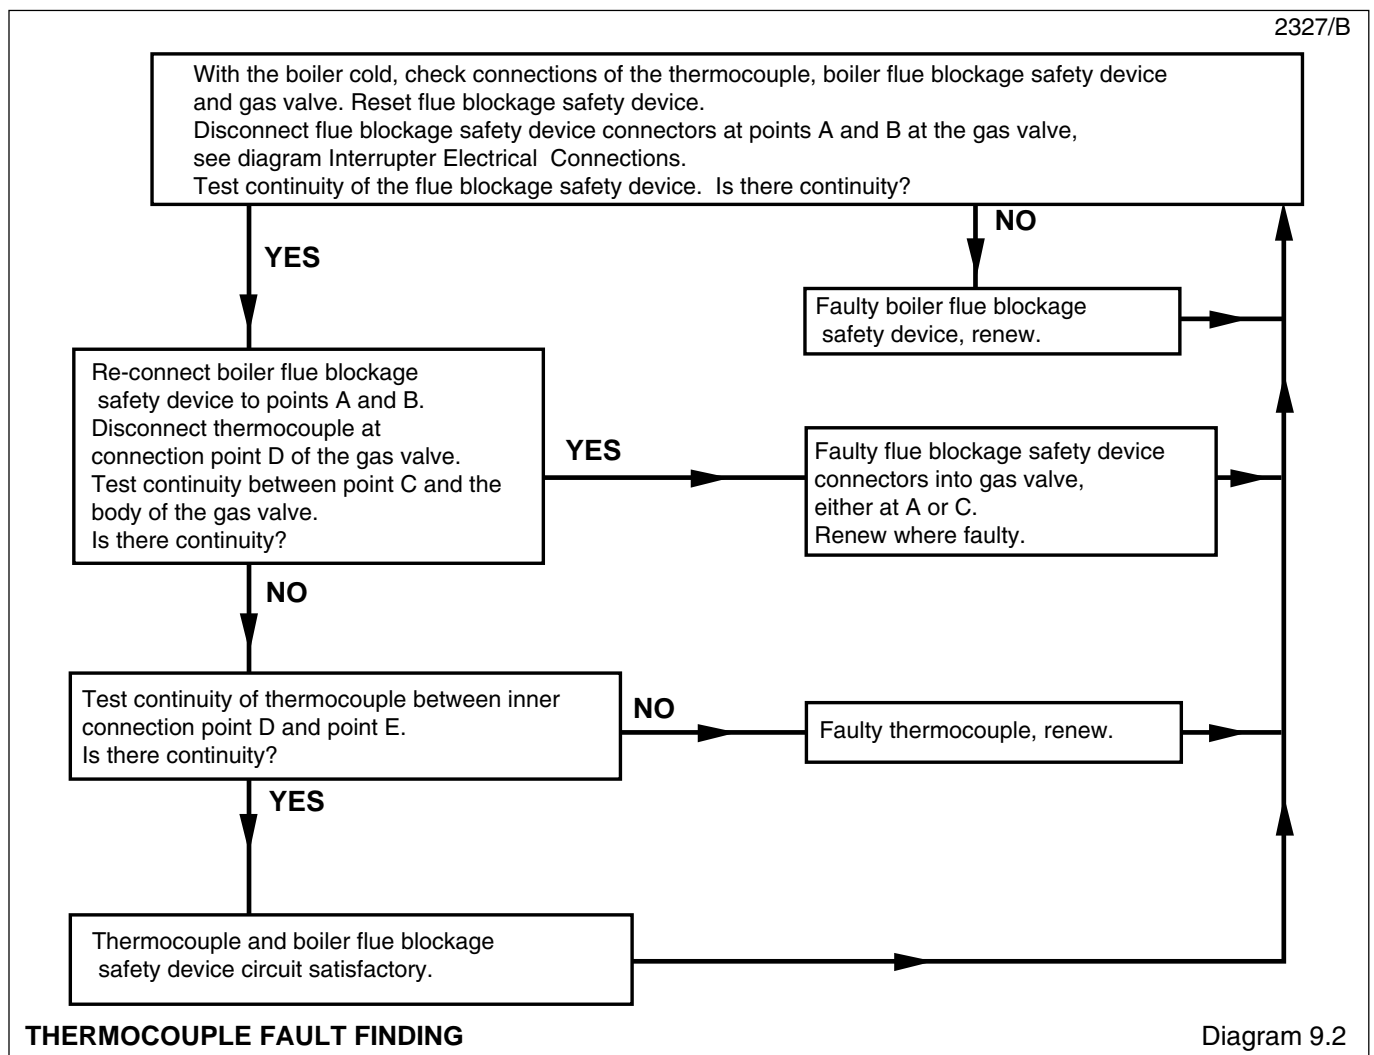 2327/B
With the boiler cold, check connections of the thermocouple, boiler flue blockage safety device
and gas valve. Reset flue blockage safety device.
Disconnect flue blockage safety device connectors at points A and B at the gas valve,
see diagram Interrupter Electrical Connections.
Test continuity of the flue blockage safety device. Is there continuity?
NO
YES
Faulty boiler flue blockage
safety device, renew.
Re-connect boiler flue blockage
safety device to points A and B.
Disconnect thermocouple at
connection point D of the gas valve.
Test continuity between point C and the
body of the gas valve.
Is there continuity?
YES
Faulty flue blockage safety device
connectors into gas valve,
either at A or C.
Renew where faulty.
NO
Test continuity of thermocouple between inner
connection point D and point E.
Is there continuity?
NO
Faulty thermocouple, renew.
YES
Thermocouple and boiler flue blockage
safety device circuit satisfactory.
THERMOCOUPLE FAULT FINDING
Diagram 9.2